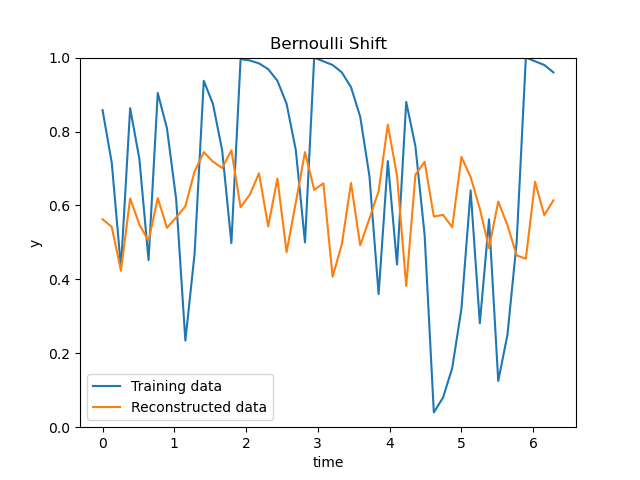 Bernoulli Shift
1.0
0.8
0.6
0.4
0.2
0.0
y
Training data
Reconstructed data
0 1 2 3 4 5 6
time